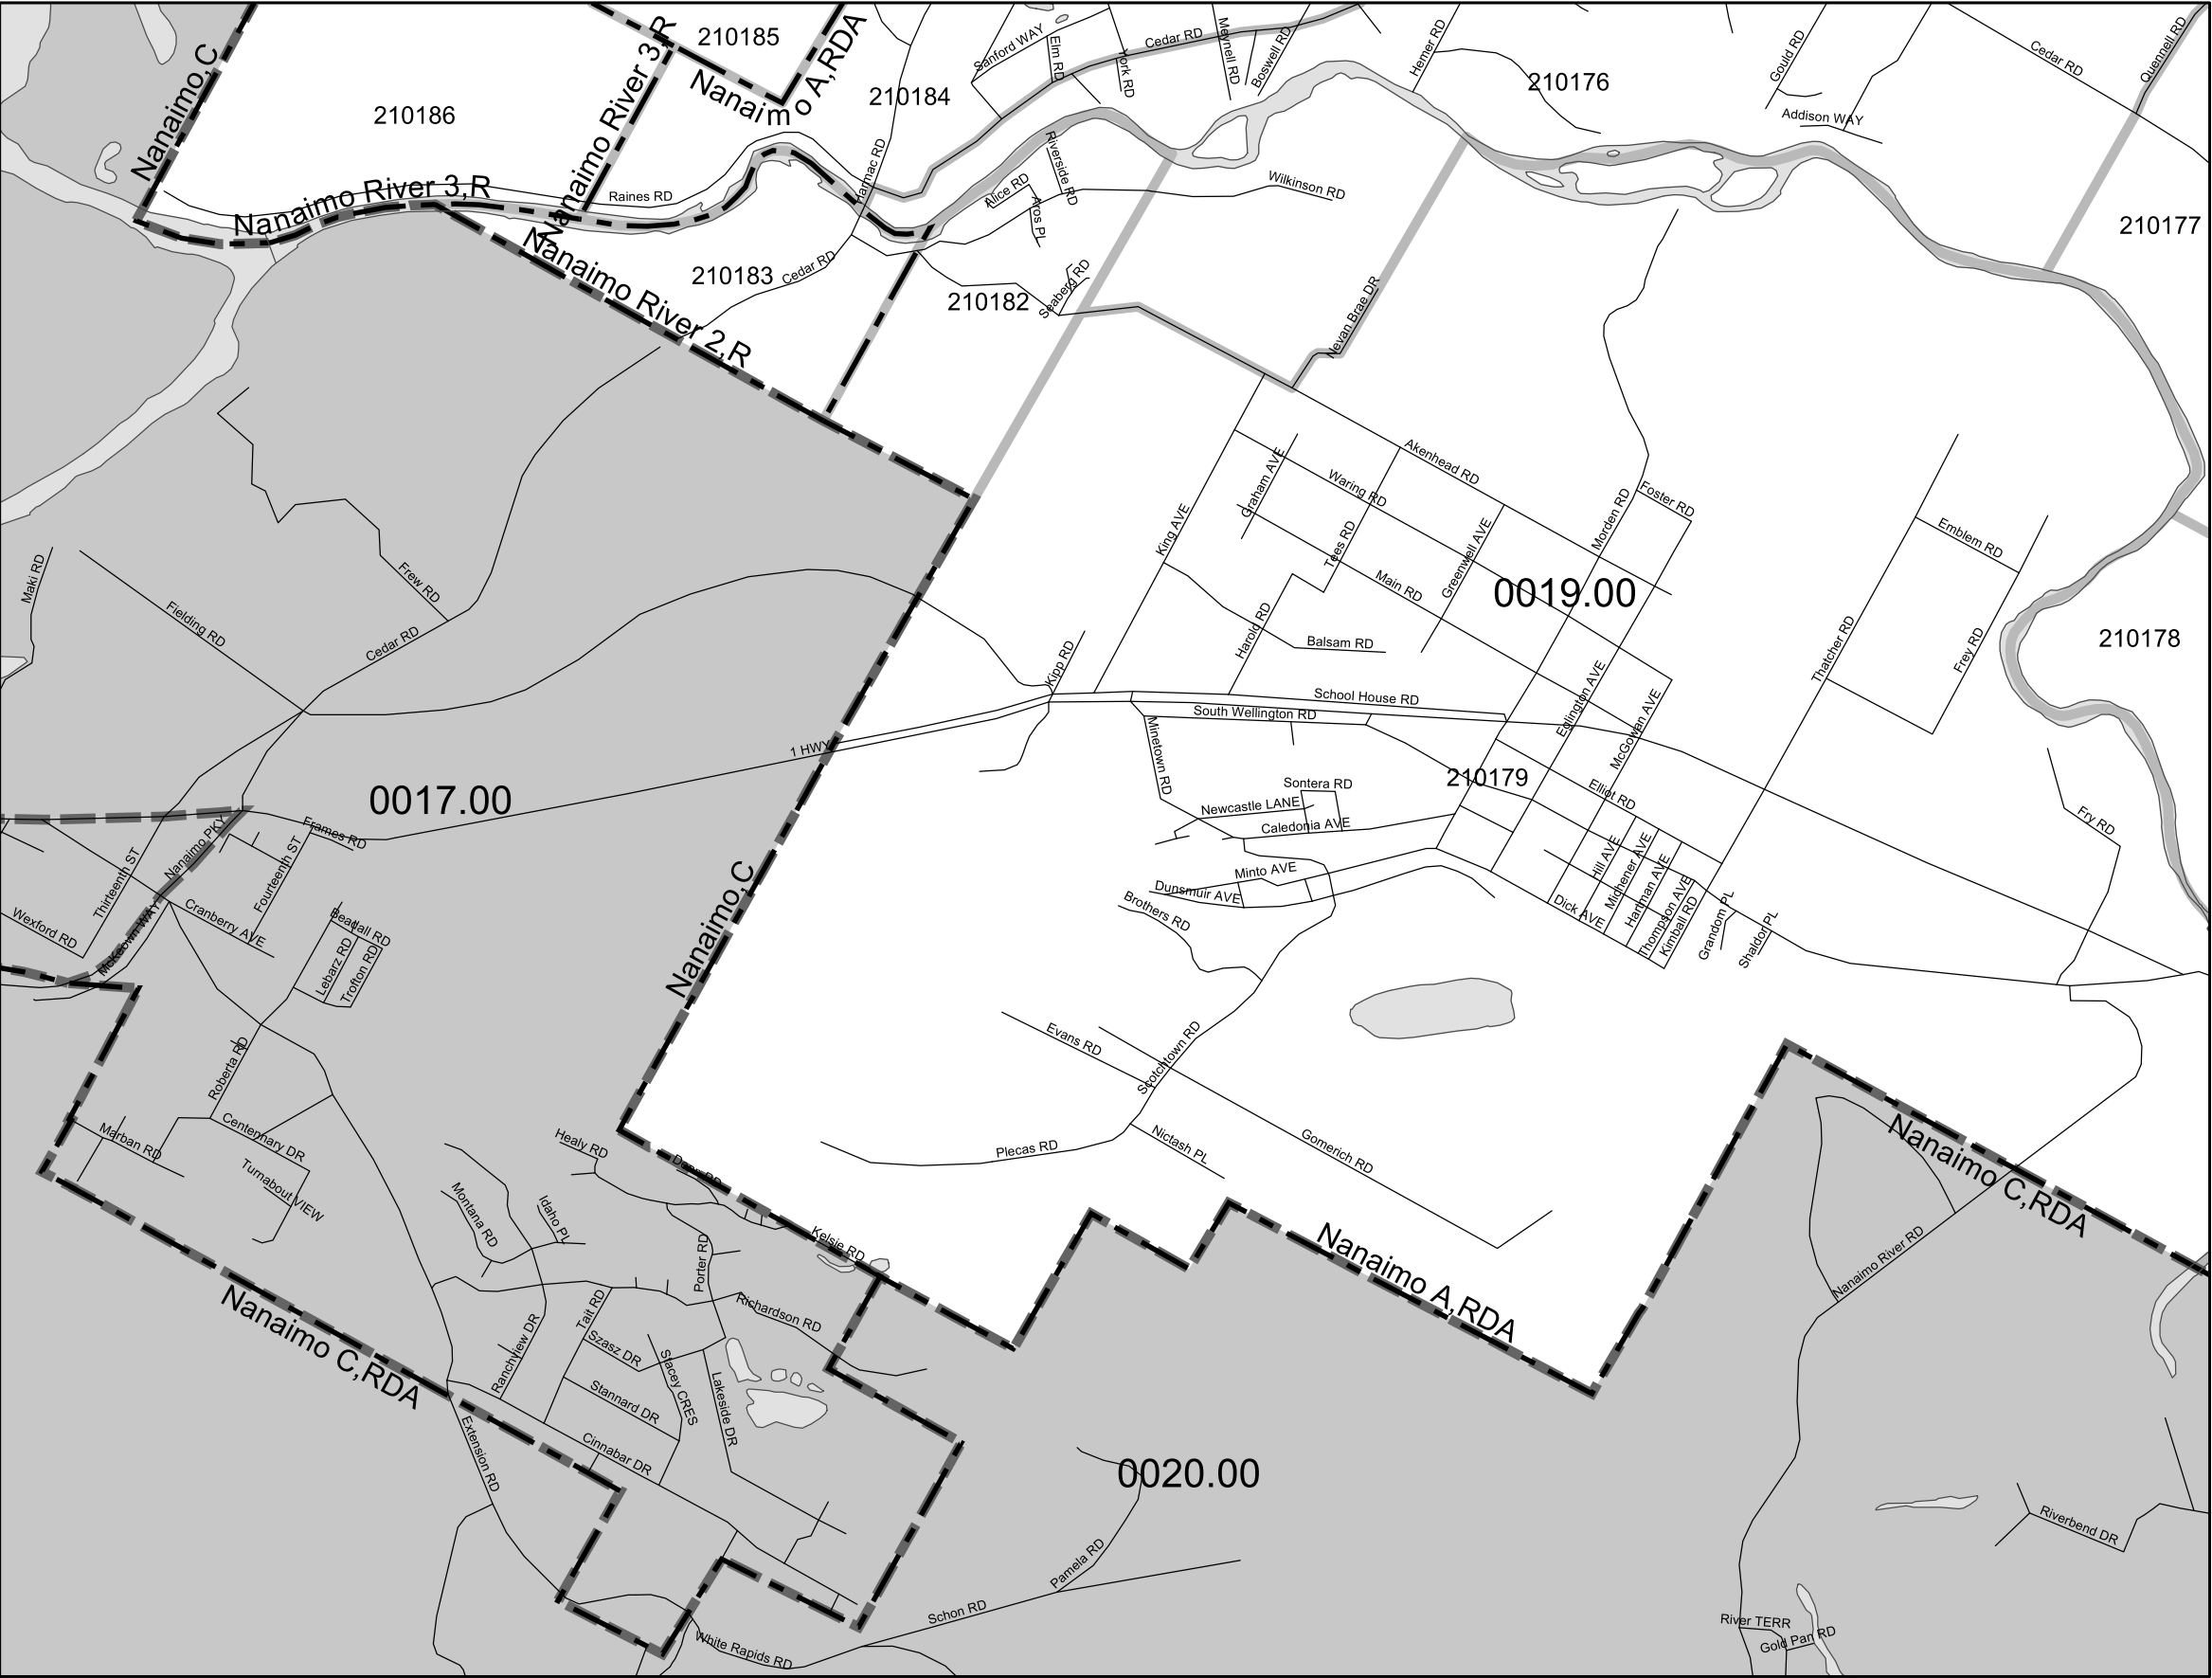 210185
Nanaimo,C
Nanaimo River 3,R
Nanaimo A,RDA
Sanford WAY
Elm RD
York RD
Cedar RD
Meynell RD
Boswell RD
Hemer RD
Gould RD
Cedar RD
Quennell RD
210186
210184
210176
Addison WAY
Harmac RD
Riverside RD
Nanaimo River 3,R
Raines RD
Alice RD
Aros PL
Wilkinson RD
210177
Nanaimo River 2,R
210183
Cedar RD
210182
Seaberg RD
Nevan Brae DR
Akenhead RD
Graham AVE
Waring RD
Foster RD
Morden RD
King AVE
Tees RD
Greenwell AVE
Emblem RD
Maki RD
Frew RD
Fielding RD
Cedar RD
Main RD
0019.00
Harold RD
Balsam RD
Thatcher RD
Frey RD
210178
Kipp RD
School House RD
South Wellington RD
Eglington AVE
McGowan AVE
1 HWY
Minetown RD
0017.00
210179
Sontera RD
Newcastle LANE
Caledonia AVE
Elliot RD
Fry RD
Frames RD
Nanaimo PKY
Thirteenth ST
Fourteenth ST
Minto AVE
Dunsmuir AVE
Brothers RD
Hill AVE
Michener AVE
Hartman AVE
Thompson AVE
Kimball RD
Dick AVE
Grandom PL
Shaldon PL
Wexford RD
McKeown WAY
Cranberry AVE
Beadall RD
Lebarz RD
Trofton RD
Nanaimo,C
Roberta RD
Evans RD
Scotchtown RD
Marban RD
Centennary DR
Turnabout VIEW
Healy RD
Plecas RD
Nictash PL
Gomerich RD
Nanaimo C,RDA
Montana RD
Idaho PL
Porter RD
Kelsie RD
Nanaimo A,RDA
Nanaimo River RD
Nanaimo C,RDA
Ranchview DR
Tait RD
Szasz DR
Richardson RD
Stacey CRES
Stannard DR
Lakeside DR
Extension RD
Cinnabar DR
0020.00
Riverbend DR
Pamela RD
Schon RD
White Rapids RD
River TERR
Gold Pan RD